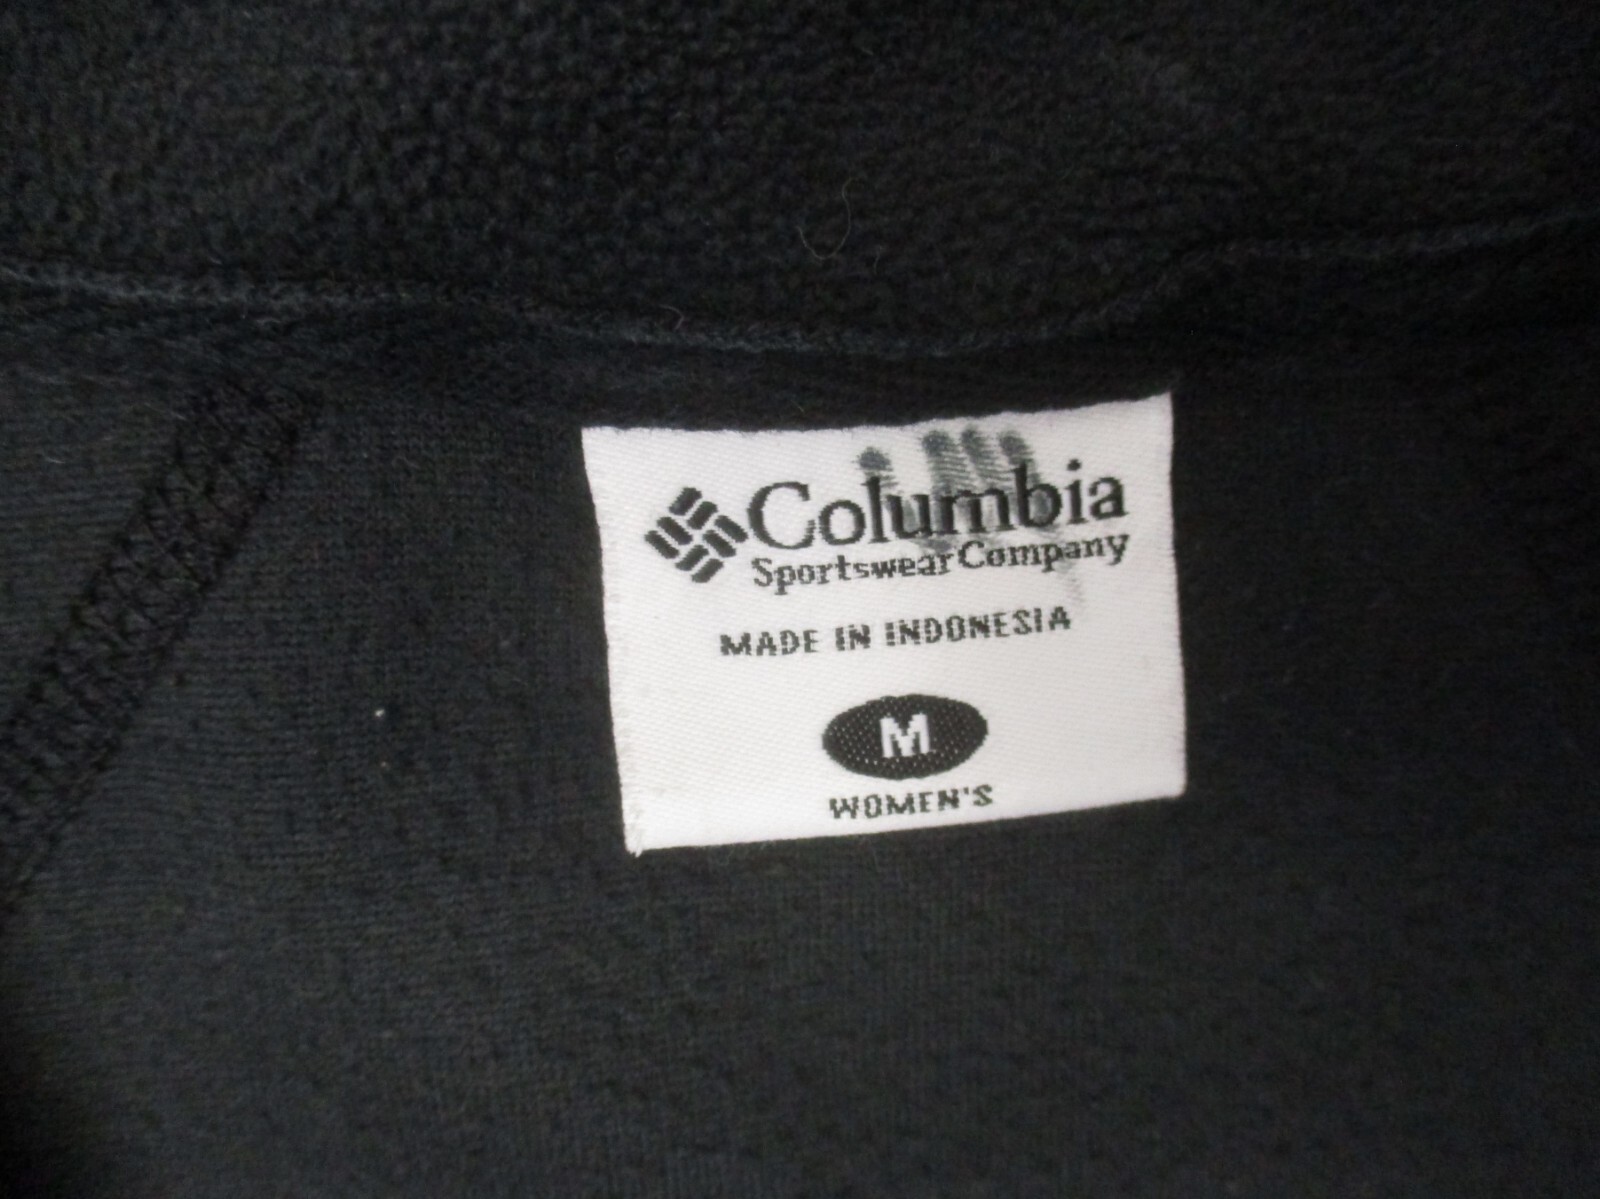 Columbia
Sportswear Company
MADE IN INDONESIA
M
WOMEN'S